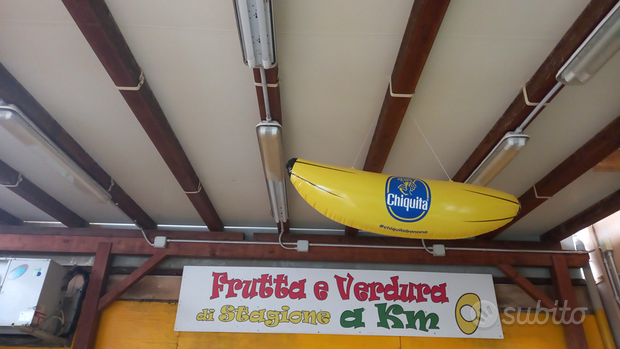 Chiquita
#chiquitabanana
Frutta e Verdura
di Stagione a Km 0
subito